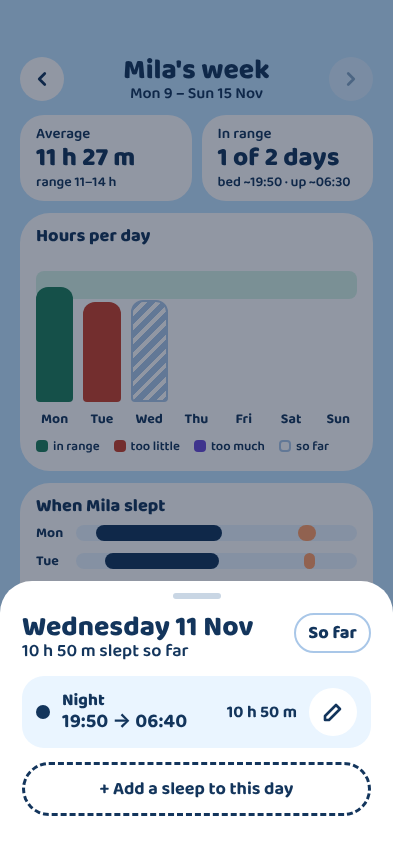 Mila's week
Mon 9 – Sun 15 Nov
Average
11 h 27 m
range 11–14 h
In range
1 of 2 days
bed ~19:50 · up ~06:30
Hours per day
Mon Tue Wed Thu Fri Sat Sun
in range too little too much so far
When Mila slept
Mon
Tue
Wednesday 11 Nov
10 h 50 m slept so far
So far
Night
19:50 → 06:40
10 h 50 m
+ Add a sleep to this day